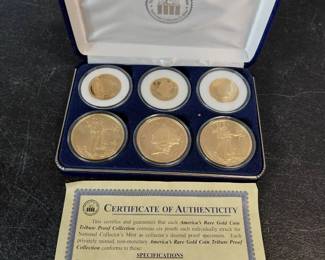 CERTIFICATE OF AUTHENTICITY
This certifies and guarantees that each America's Rare Gold Coin
Tribute Proof Collection contains six proofs each individually struck for
National Collector's Mint as collector's desired proof specimens. Each
privately minted, non-monetary America's Rare Gold Coin Tribute Proof
Collection conforms to these:
SPECIFICATIONS